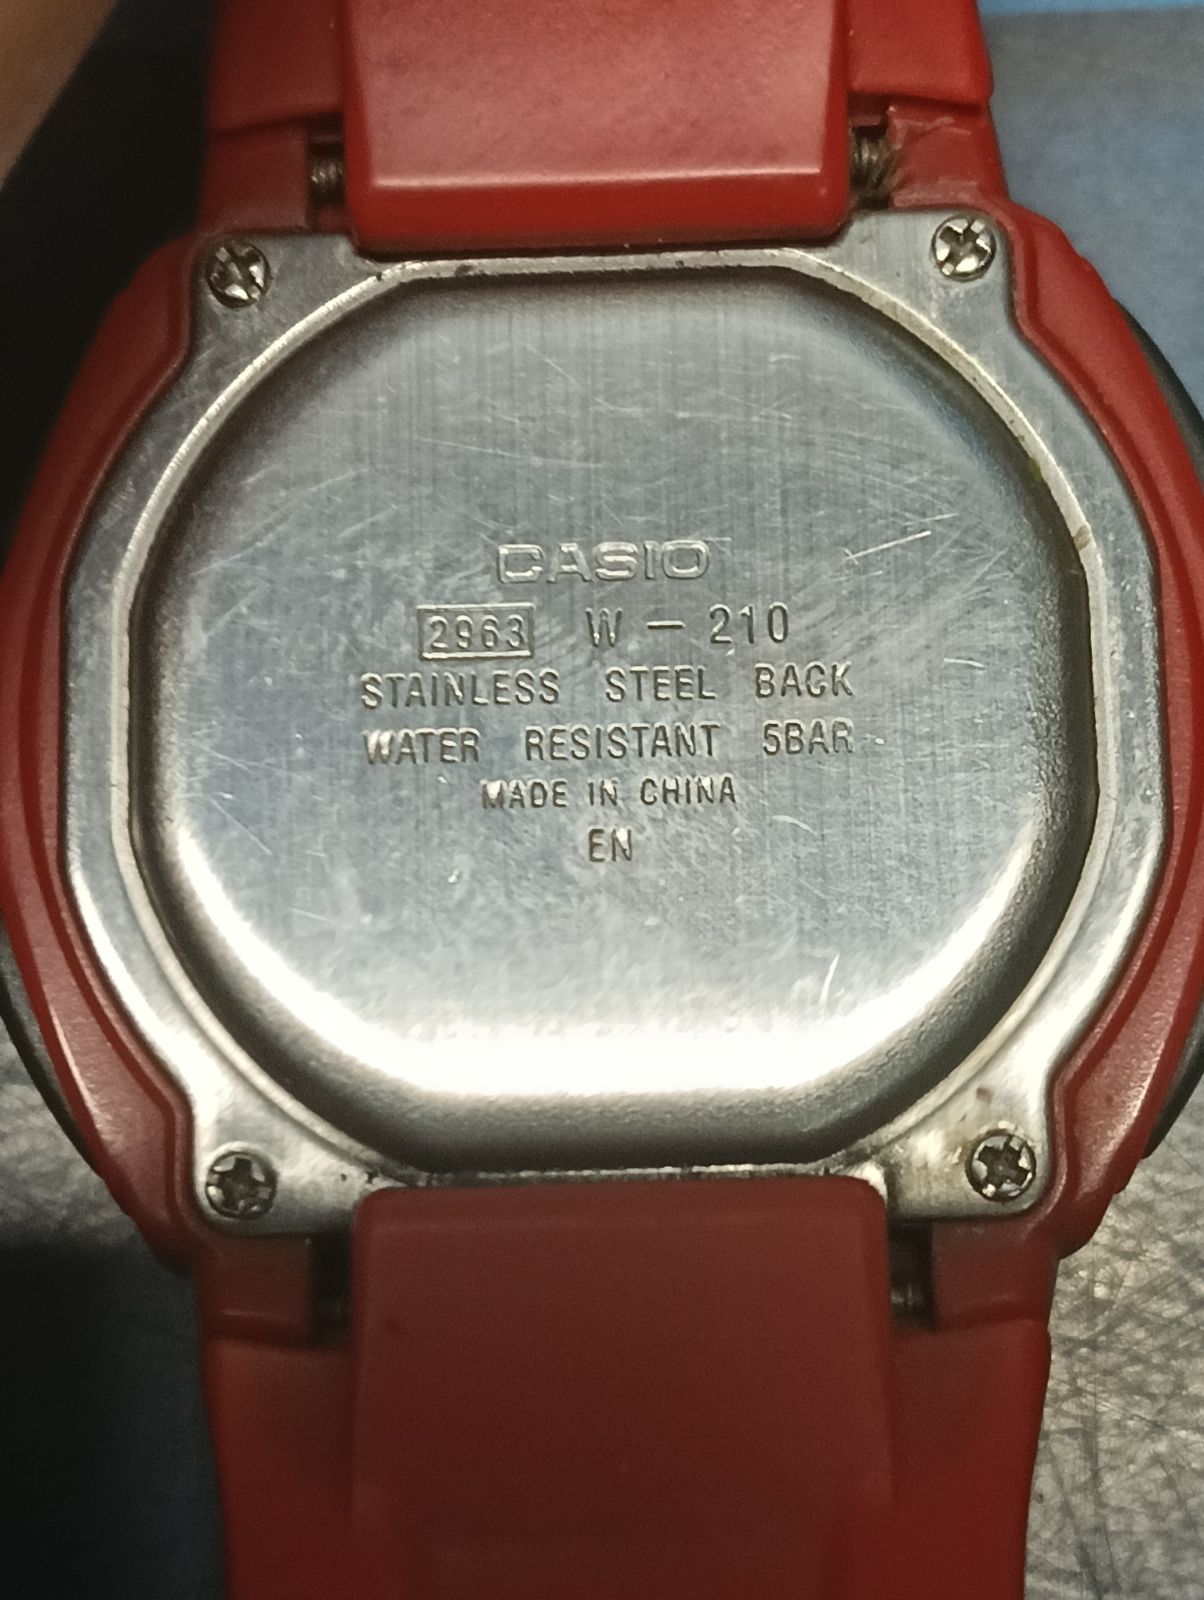 CASIO
2963 W-210
STAINLESS STEEL BACK
WATER RESISTANT 5BAR
MADE IN CHINA
EN